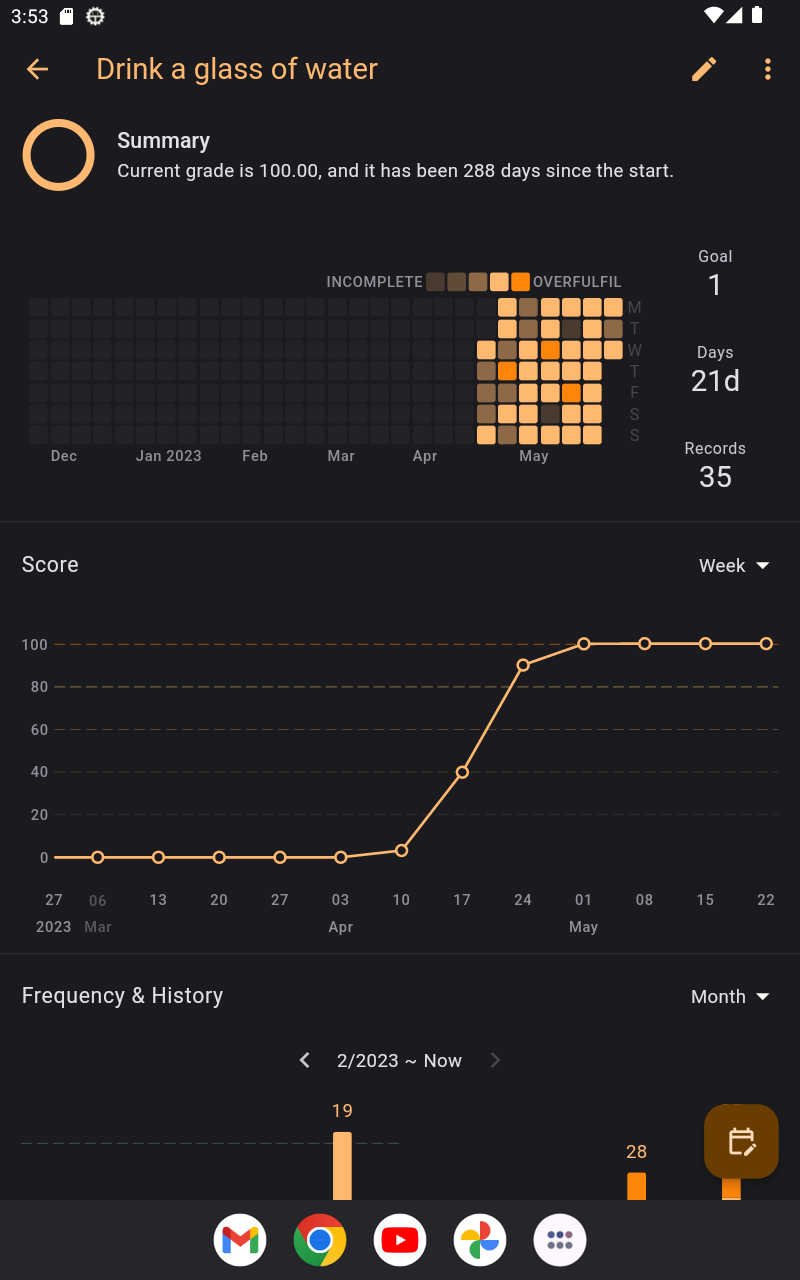 3:53
Drink a glass of water
Summary
Current grade is 100.00, and it has been 288 days since the start.
INCOMPLETE OVERFULFIL
M
T
W
T
F
S
S
Dec Jan 2023 Feb Mar Apr May
Goal
1
Days
21d
Records
35
Score
Week
100
80
60
40
20
0
27 06 13 20 27 03 10 17 24 01 08 15 22
2023 Mar Apr May
Frequency & History
Month
2/2023 ~ Now
19
28